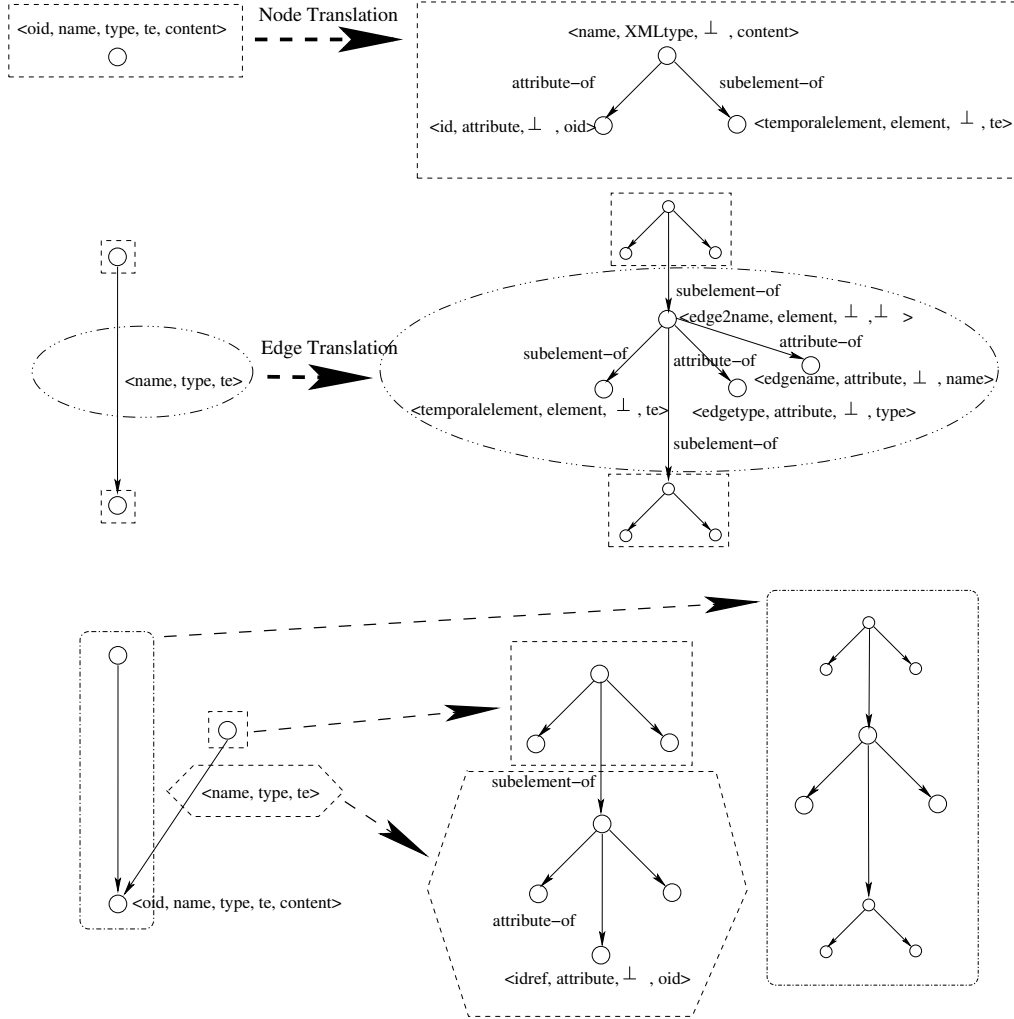 <oid, name, type, te, content>
Node Translation
<name, XMLtype, ⊥ , content>
attribute−of
subelement−of
<id, attribute, ⊥ , oid>
<temporalelement, element, ⊥ , te>
subelement−of
<edge2name, element, ⊥ , ⊥ >
attribute−of
Edge Translation
subelement−of
attribute−of
<name, type, te>
<edgename, attribute, ⊥ , name>
<temporalelement, element, ⊥ , te>
<edgetype, attribute, ⊥ , type>
subelement−of
subelement−of
<name, type, te>
<oid, name, type, te, content>
attribute−of
<idref, attribute, ⊥ , oid>